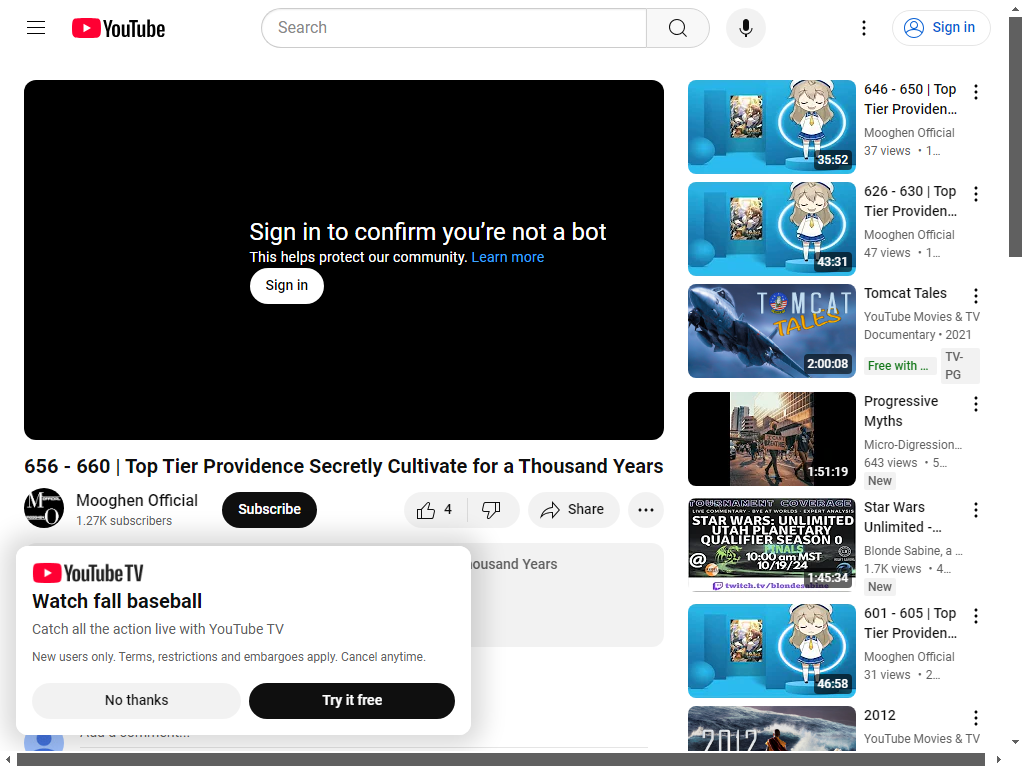 YouTube
Search
Sign in
Sign in to confirm you’re not a bot
This helps protect our community. Learn more
Sign in
656 - 660 | Top Tier Providence Secretly Cultivate for a Thousand Years
Mooghen Official
1.27K subscribers
Subscribe
4
Share
ousand Years
YouTube TV
Watch fall baseball
Catch all the action live with YouTube TV
New users only. Terms, restrictions and embargoes apply. Cancel anytime.
No thanks
Try it free
Add a comment...
35:52
646 - 650 | Top
Tier Providen...
Mooghen Official
37 views • 1...
43:31
626 - 630 | Top
Tier Providen...
Mooghen Official
47 views • 1...
TOMCAT
TALES
2:00:08
Tomcat Tales
YouTube Movies & TV
Documentary • 2021
Free with ...
TV-
PG
1:51:19
Progressive
Myths
Micro-Digression...
643 views • 5...
New
TOURNAMENT COVERAGE
LIVE COMMENTARY - BYE AT WORLDS - EXPERT ANALYSIS
STAR WARS: UNLIMITED
UTAH PLANETARY
QUALIFIER SEASON 0
FINALS
@ 10:00 am MST
10/19/24
twitch.tv/blondesabine
1:45:34
Star Wars
Unlimited -...
Blonde Sabine, a ...
1.7K views • 4...
New
46:58
601 - 605 | Top
Tier Providen...
Mooghen Official
31 views • 2...
2012
2012
YouTube Movies & TV